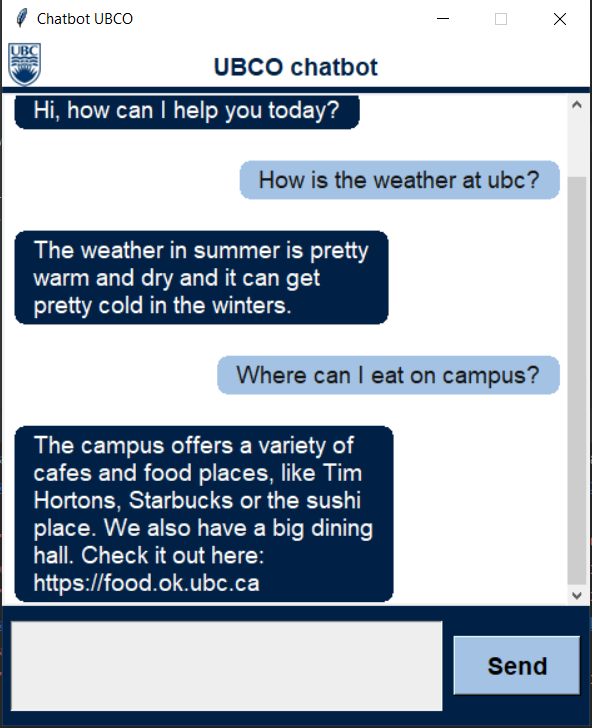 Chatbot UBCO
UBC
UBCO chatbot
Hi, how can I help you today?
How is the weather at ubc?
The weather in summer is pretty
warm and dry and it can get
pretty cold in the winters.
Where can I eat on campus?
The campus offers a variety of
cafes and food places, like Tim
Hortons, Starbucks or the sushi
place. We also have a big dining
hall. Check it out here:
https://food.ok.ubc.ca
Send